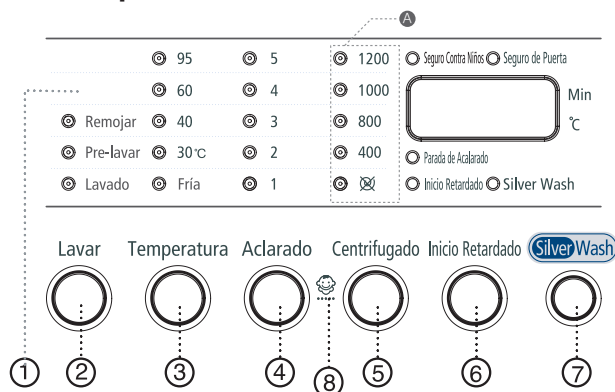 A
95 5 1200 Seguro Contra Niños Seguro de Puerta
60 4 1000 Min
Remojar 40 3 800 °C
Pre-lavar 30°C 2 400 Parada de Acalarado
Lavado Fría 1 Inicio Retardado Silver Wash
Lavar Temperatura Aclarado Centrifugado Inicio Retardado Silver Wash
1 2 3 4 8 5 6 7